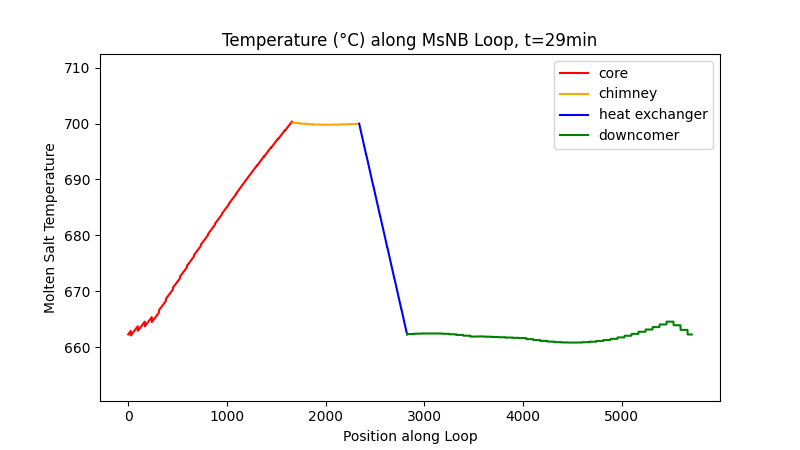 Temperature (°C) along MsNB Loop, t=29min
710
700
690
680
670
660
Molten Salt Temperature
core
chimney
heat exchanger
downcomer
0
1000
2000
3000
4000
5000
Position along Loop